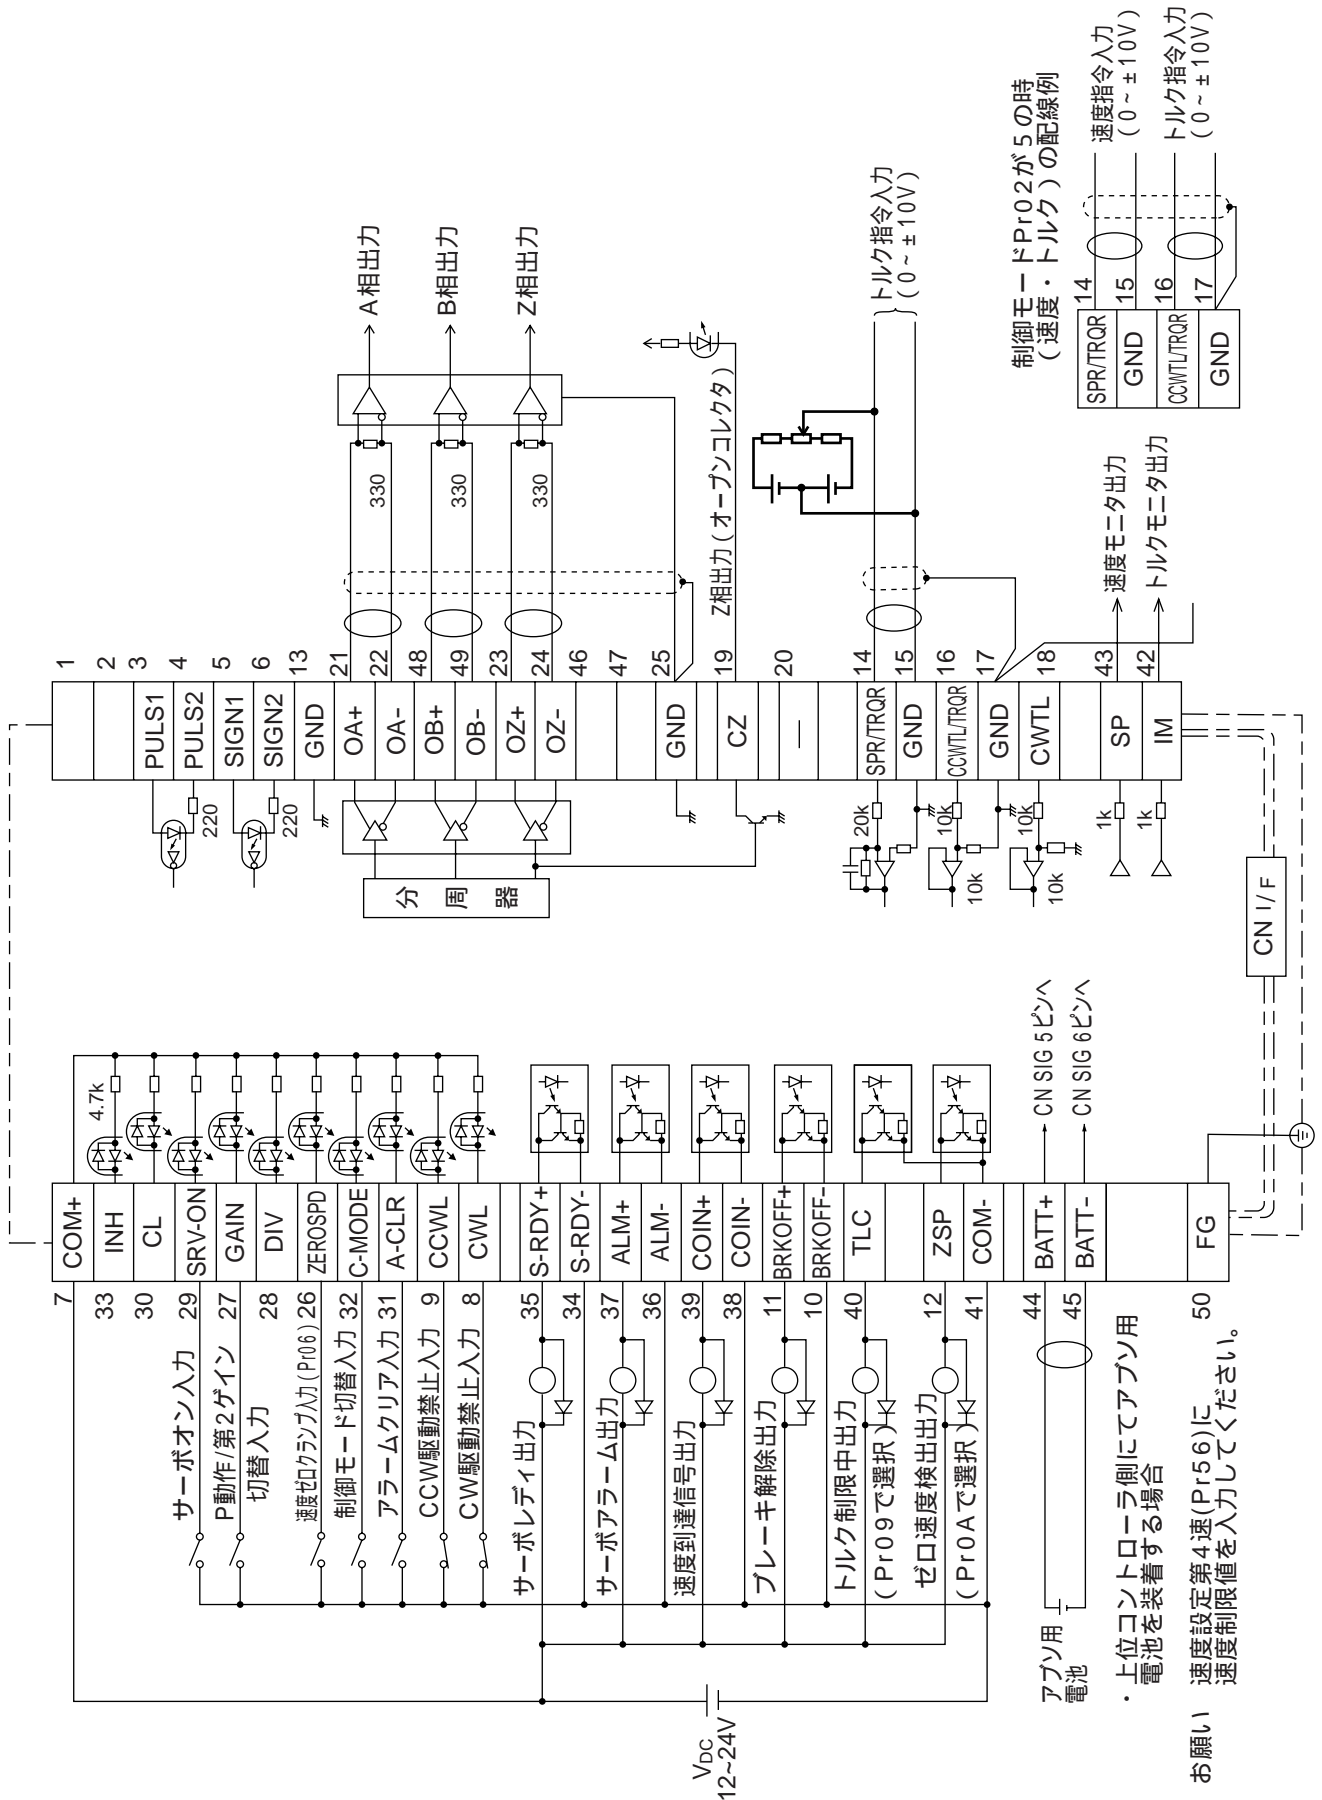 COM+
INH
CL
SRV-ON
GAIN
DIV
ZEROSPD
C-MODE
A-CLR
CCWL
CWL
S-RDY+
S-RDY-
ALM+
ALM-
COIN+
COIN-
BRKOFF+
BRKOFF-
TLC
ZSP
COM-
BATT+
BATT-
FG
7
33
30
29
27
28
26
32
31
9
8
35
34
37
36
39
38
11
10
40
12
41
44
45
50
4.7k
サーボオン入力
P動作/第2ゲイン
切替入力
速度ゼロクランプ入力(Pr06)
制御モード切替入力
アラームクリア入力
CCW駆動禁止入力
CW駆動禁止入力
サーボレディ出力
サーボアラーム出力
速度到達信号出力
ブレーキ解除出力
トルク制限中出力
(Pr09で選択)
ゼロ速度検出出力
(Pr0Aで選択)
VDC
12~24V
アブソ用
電池
・上位コントローラ側にてアブソ用
電池を装着する場合
お願い 速度設定第4速(Pr56)に
速度制限値を入力してください。
CN SIG 5ピンへ
CN SIG 6ピンへ
CN I/F
PULS1
PULS2
SIGN1
SIGN2
GND
OA+
OA-
OB+
OB-
OZ+
OZ-
GND
CZ
—
SPR/TRQR
GND
CCWTL/TRQR
GND
CWTL
SP
IM
1
2
3
4
5
6
13
21
22
48
49
23
24
46
47
25
19
20
14
15
16
17
18
43
42
220
220
分周器
20k
10k
10k
10k
10k
1k
1k
330
330
330
A相出力
B相出力
Z相出力
Z相出力(オープンコレクタ)
トルク指令入力
(0~±10V)
速度モニタ出力
トルクモニタ出力
制御モードPr02が5の時
(速度・トルク)の配線例
SPR/TRQR
GND
CCWTL/TRQR
GND
14
15
16
17
速度指令入力
(0~±10V)
トルク指令入力
(0~±10V)